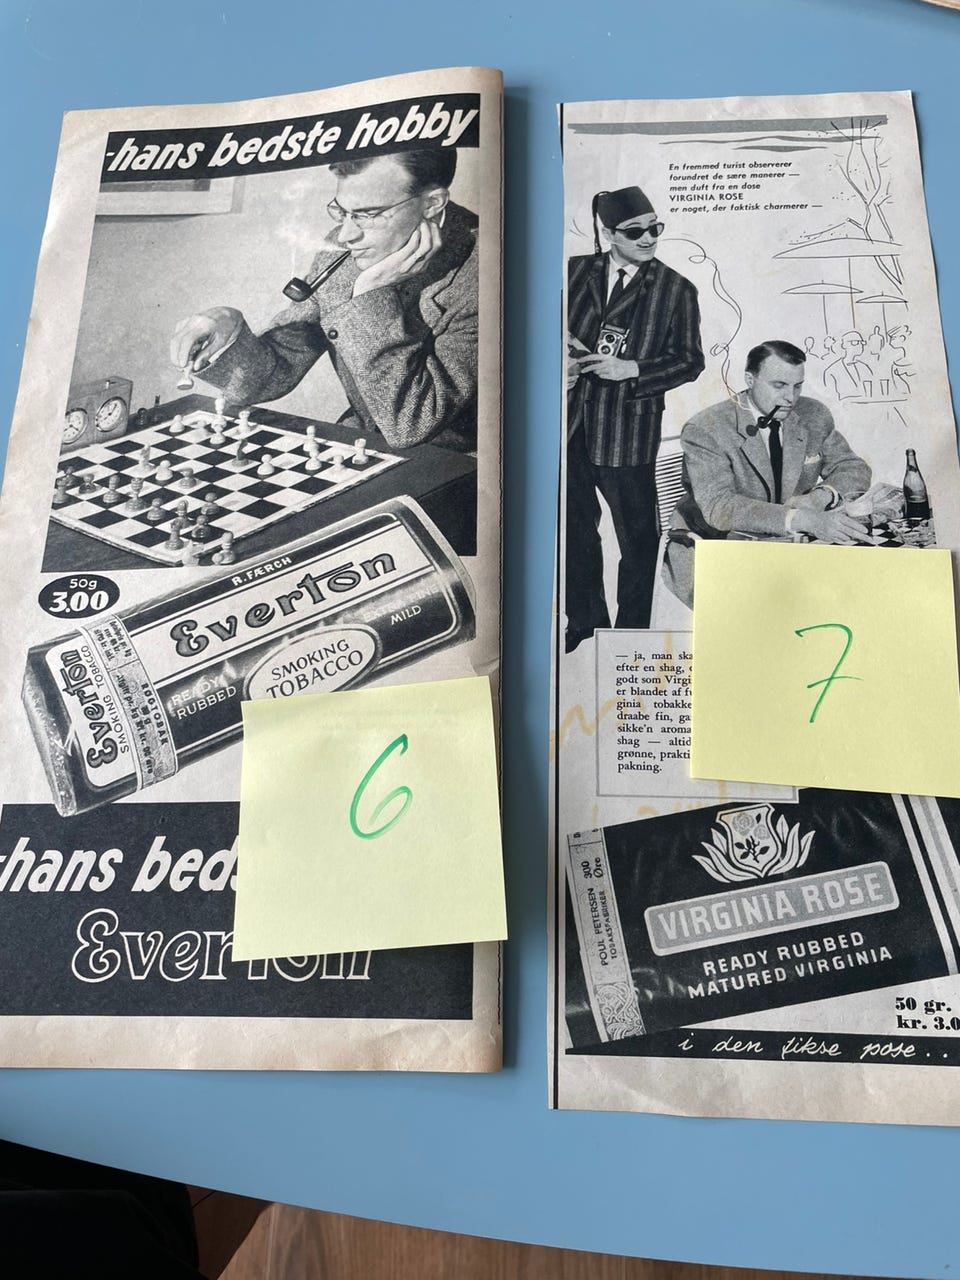 -hans bedste hobby
50g
3.00
R. FÆRCH
Everton
EXTRA FINE
MILD
READY
RUBBED
SMOKING
TOBACCO
Everton
SMOKING TOBACCO
RØGTOBAK
-hans beds
Everton
6
En fremmed turist observerer
forundret de sære manerer —
men duft fra en dose
VIRGINIA ROSE
er noget, der faktisk charmerer —
7
— ja, man ska
efter en shag,
godt som Virgi
er blandet af f
ginia tobakke
draabe fin, ga
sikke'n aroma
shag — altid
grønne, prakti
pakning.
POUL PETERSEN
TOBAKSFABRIKER
300
Øre
VIRGINIA ROSE
READY RUBBED
MATURED VIRGINIA
50 gr.
kr. 3.0
i den fikse pose . .